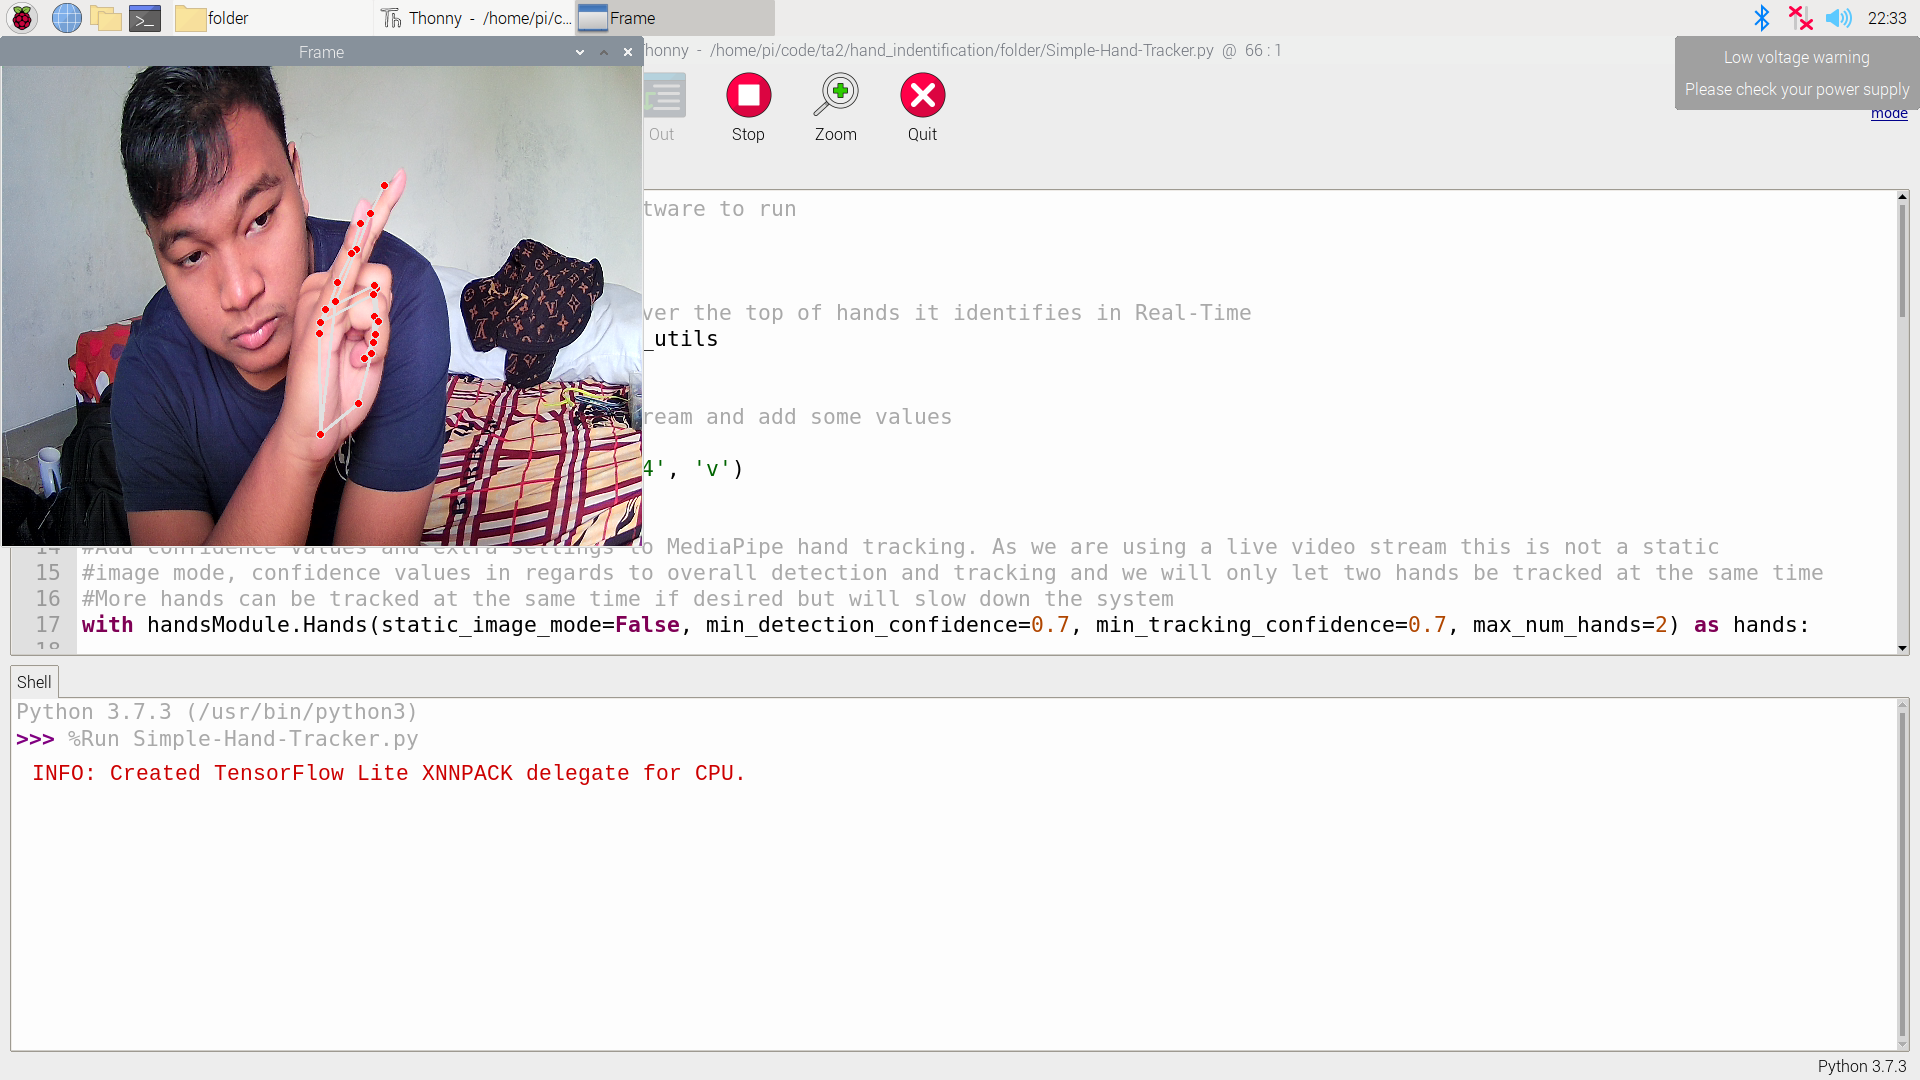 folder
Thonny - /home/pi/c...
Frame
22:33
Frame
Thonny - /home/pi/code/ta2/hand_indentification/folder/Simple-Hand-Tracker.py @ 66 : 1
Low voltage warning
Please check your power supply
mode
Out
Stop
Zoom
Quit
tware to run
ver the top of hands it identifies in Real-Time
_utils
ream and add some values
4', 'v')
14 #Add confidence values and extra settings to MediaPipe hand tracking. As we are using a live video stream this is not a static
15 #image mode, confidence values in regards to overall detection and tracking and we will only let two hands be tracked at the same time
16 #More hands can be tracked at the same time if desired but will slow down the system
17 with handsModule.Hands(static_image_mode=False, min_detection_confidence=0.7, min_tracking_confidence=0.7, max_num_hands=2) as hands:
18
Shell
Python 3.7.3 (/usr/bin/python3)
>>> %Run Simple-Hand-Tracker.py
INFO: Created TensorFlow Lite XNNPACK delegate for CPU.
Python 3.7.3